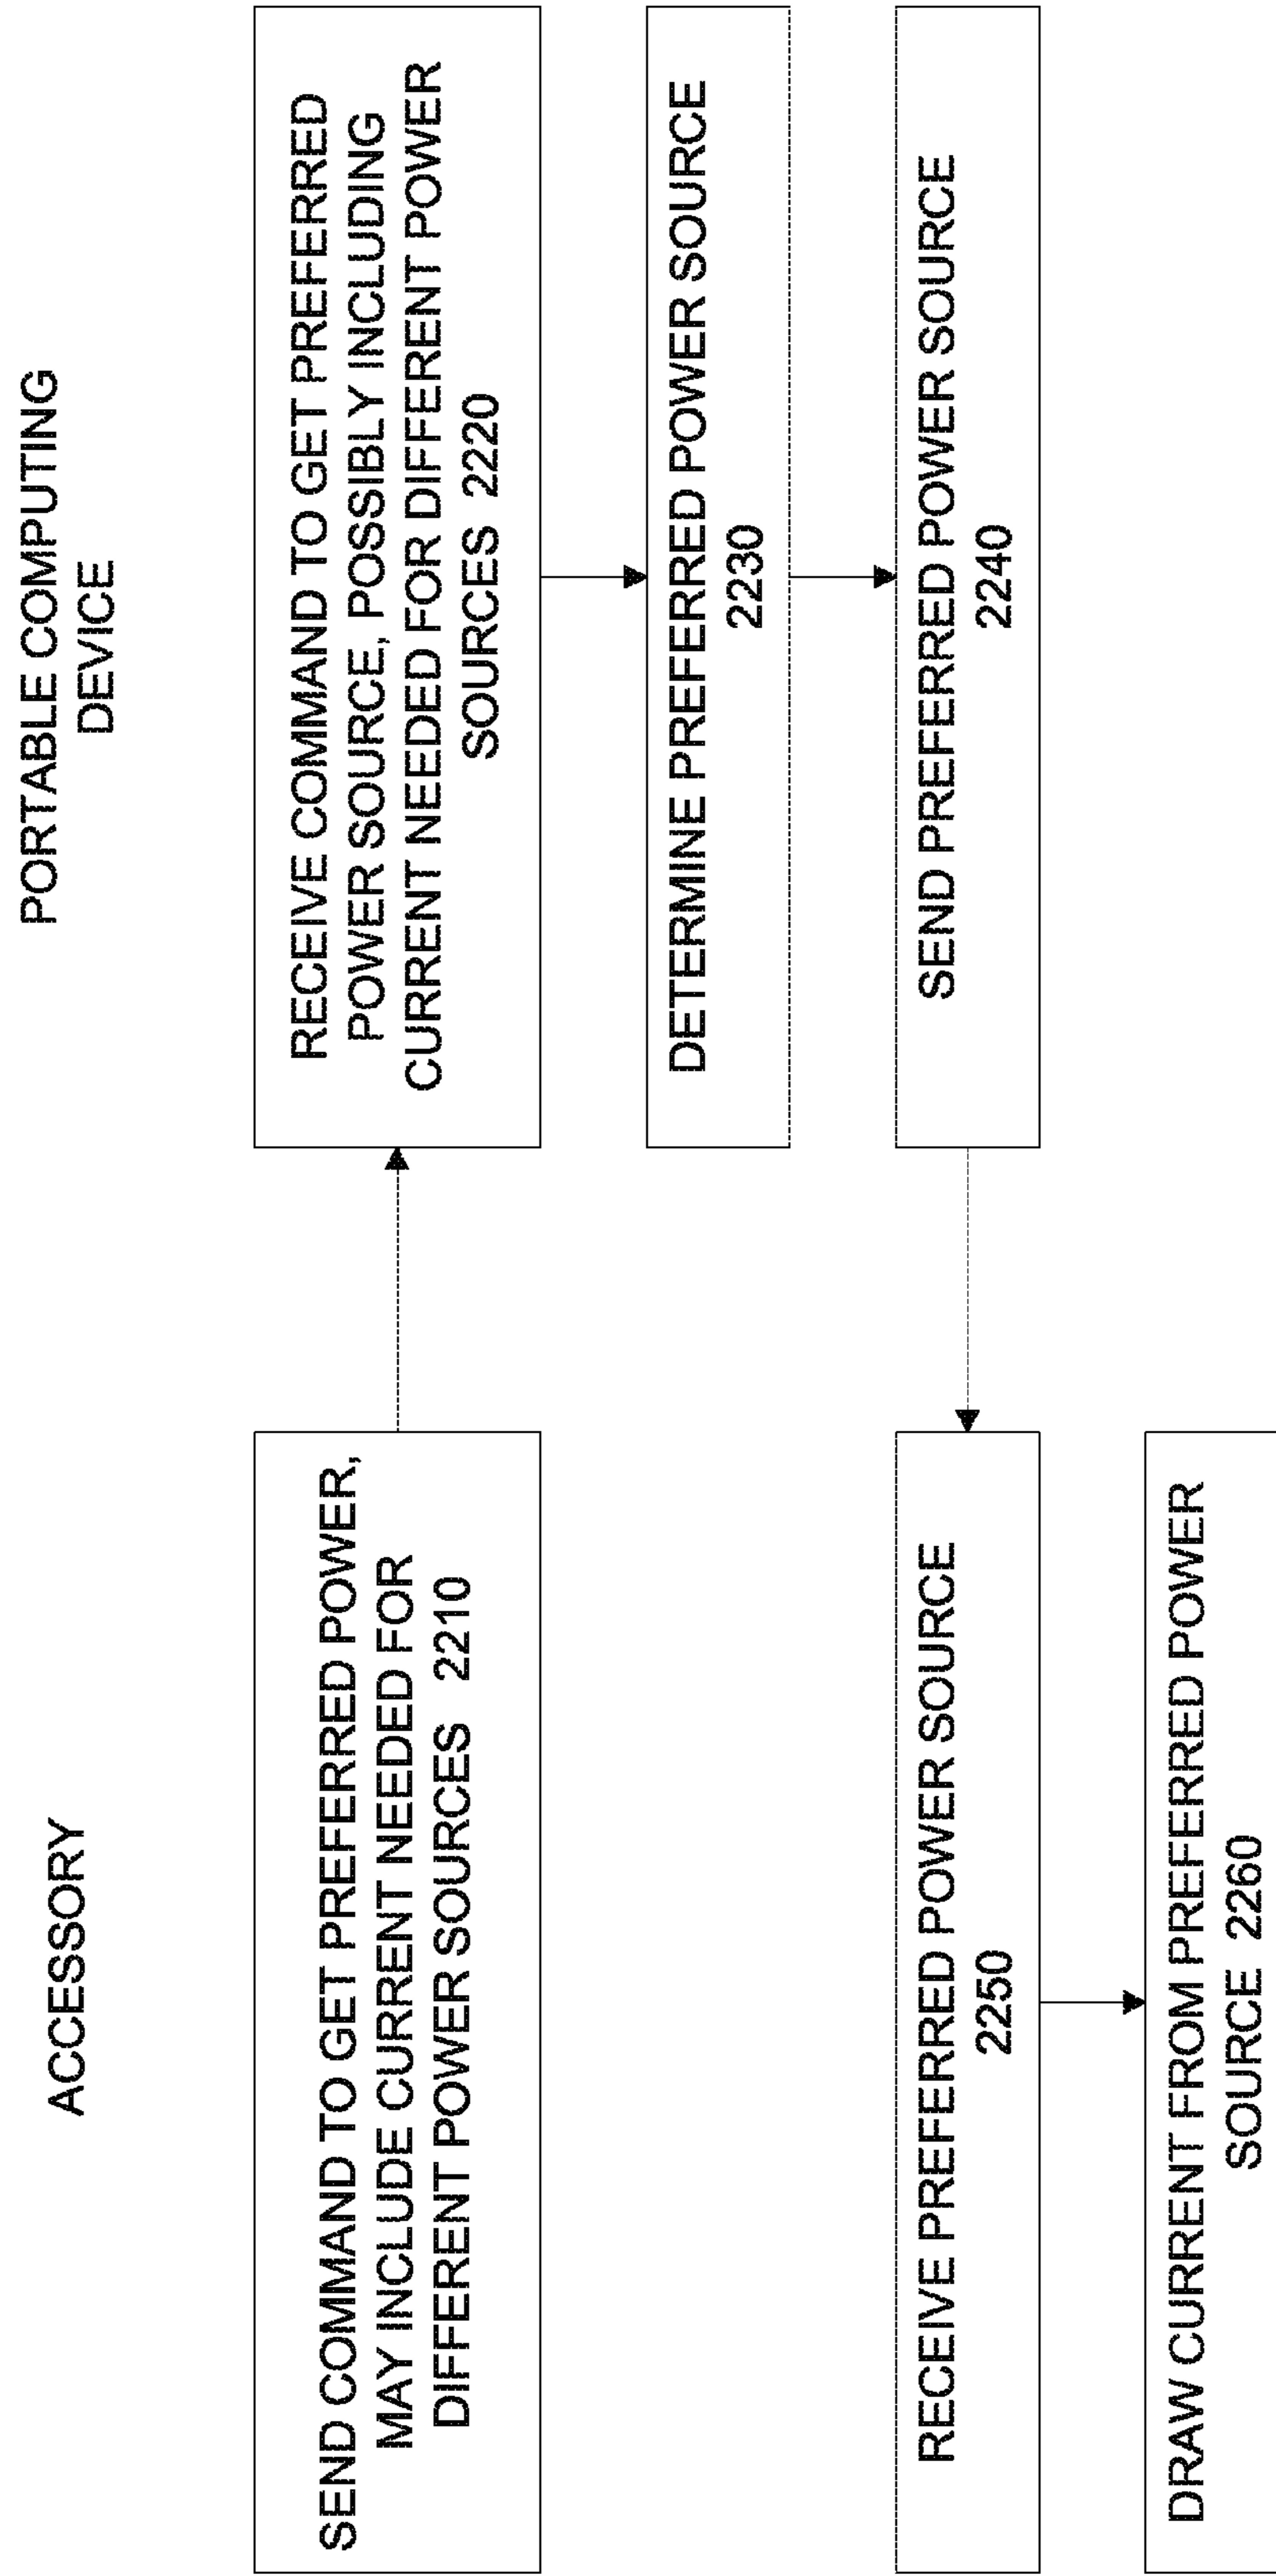 ACCESSORY
PORTABLE COMPUTING
DEVICE
SEND COMMAND TO GET PREFERRED POWER,
MAY INCLUDE CURRENT NEEDED FOR
DIFFERENT POWER SOURCES 2210
RECEIVE COMMAND TO GET PREFERRED
POWER SOURCE, POSSIBLY INCLUDING
CURRENT NEEDED FOR DIFFERENT POWER
SOURCES 2220
DETERMINE PREFERRED POWER SOURCE
2230
SEND PREFERRED POWER SOURCE
2240
RECEIVE PREFERRED POWER SOURCE
2250
DRAW CURRENT FROM PREFERRED POWER
SOURCE 2260